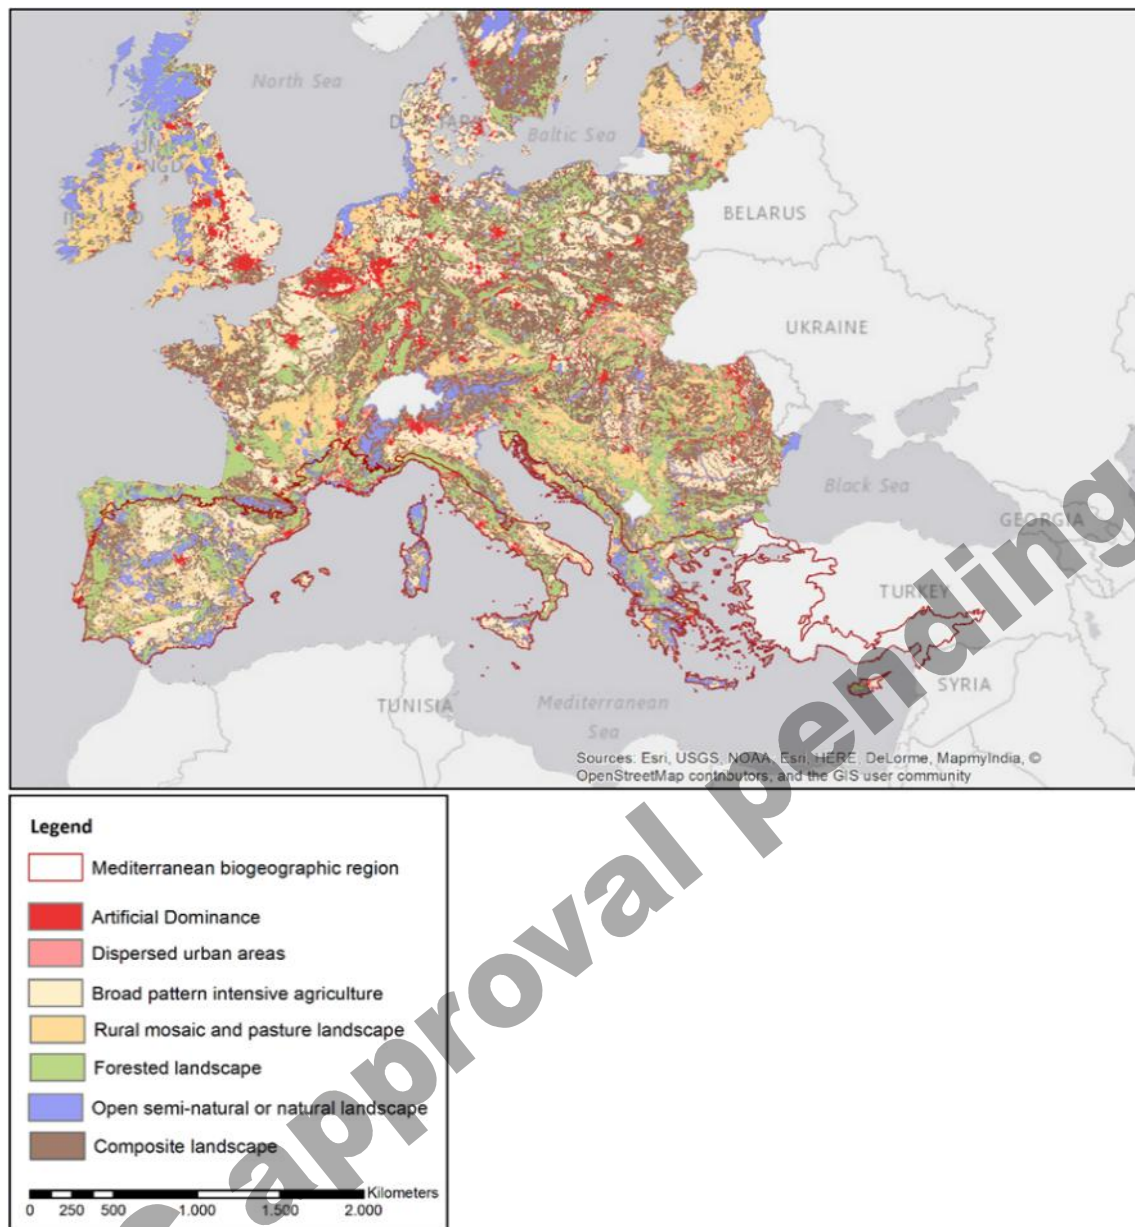 North Sea
Baltic Sea
BELARUS
UKRAINE
Black Sea
GEORGIA
TURKEY
SYRIA
TUNISIA
Mediterranean
Sea
Sources: Esri, USGS, NOAA, Esri, HERE, DeLorme, MapmyIndia, ©
OpenStreetMap contributors, and the GIS user community
approval pending
Legend
Mediterranean biogeographic region
Artificial Dominance
Dispersed urban areas
Broad pattern intensive agriculture
Rural mosaic and pasture landscape
Forested landscape
Open semi-natural or natural landscape
Composite landscape
Kilometers
0 250 500 1.000 1.500 2.000